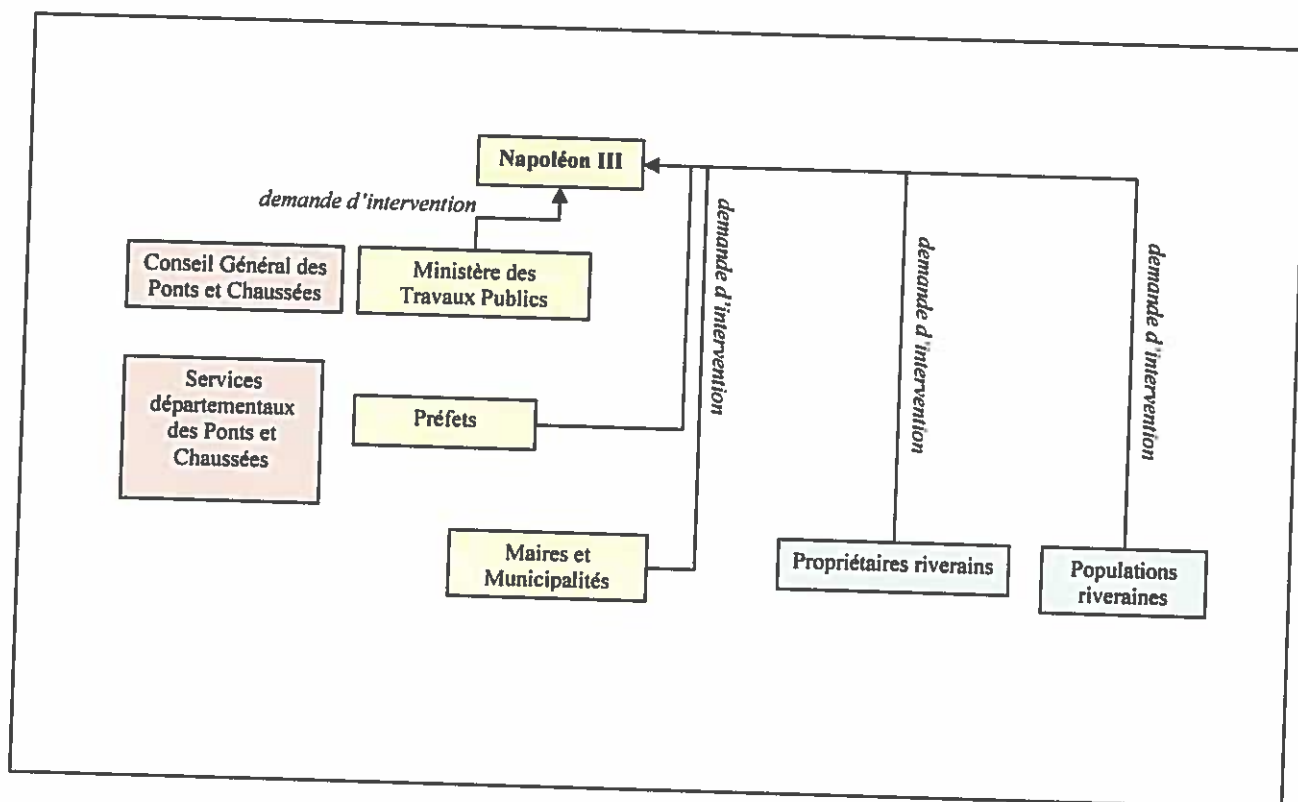 Napoléon III
demande d'intervention
Conseil Général des
Ponts et Chaussées
Ministère des
Travaux Publics
Services
départementaux
des Ponts et
Chaussées
Préfets
Maires et
Municipalités
demande d'intervention
demande d'intervention
demande d'intervention
Propriétaires riverains
Populations
riveraines